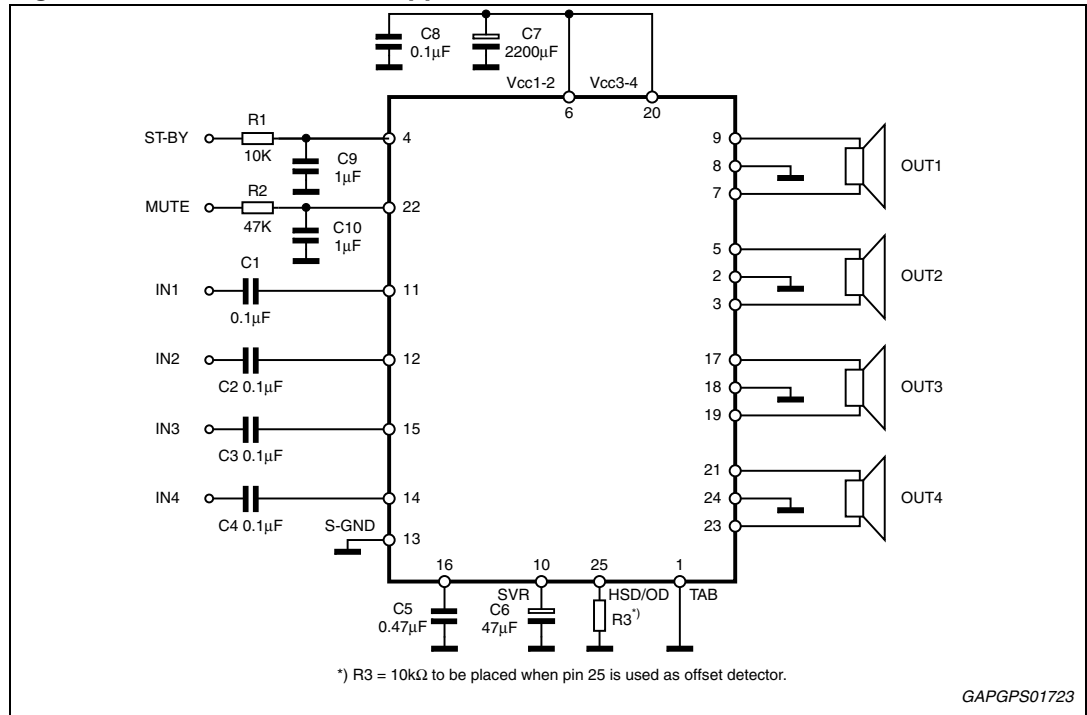 C8
0.1μF
C7
2200μF
Vcc1-2
Vcc3-4
6
20
ST-BY
R1
10K
C9
1μF
4
MUTE
R2
47K
C10
1μF
22
IN1
C1
0.1μF
11
IN2
C2 0.1μF
12
IN3
C3 0.1μF
15
IN4
C4 0.1μF
14
S-GND
13
9
8
7
OUT1
5
2
3
OUT2
17
18
19
OUT3
21
24
23
OUT4
16
10
25
1
SVR
HSD/OD
TAB
C5
0.47μF
C6
47μF
R3*)
*) R3 = 10kΩ to be placed when pin 25 is used as offset detector.
GAPGPS01723